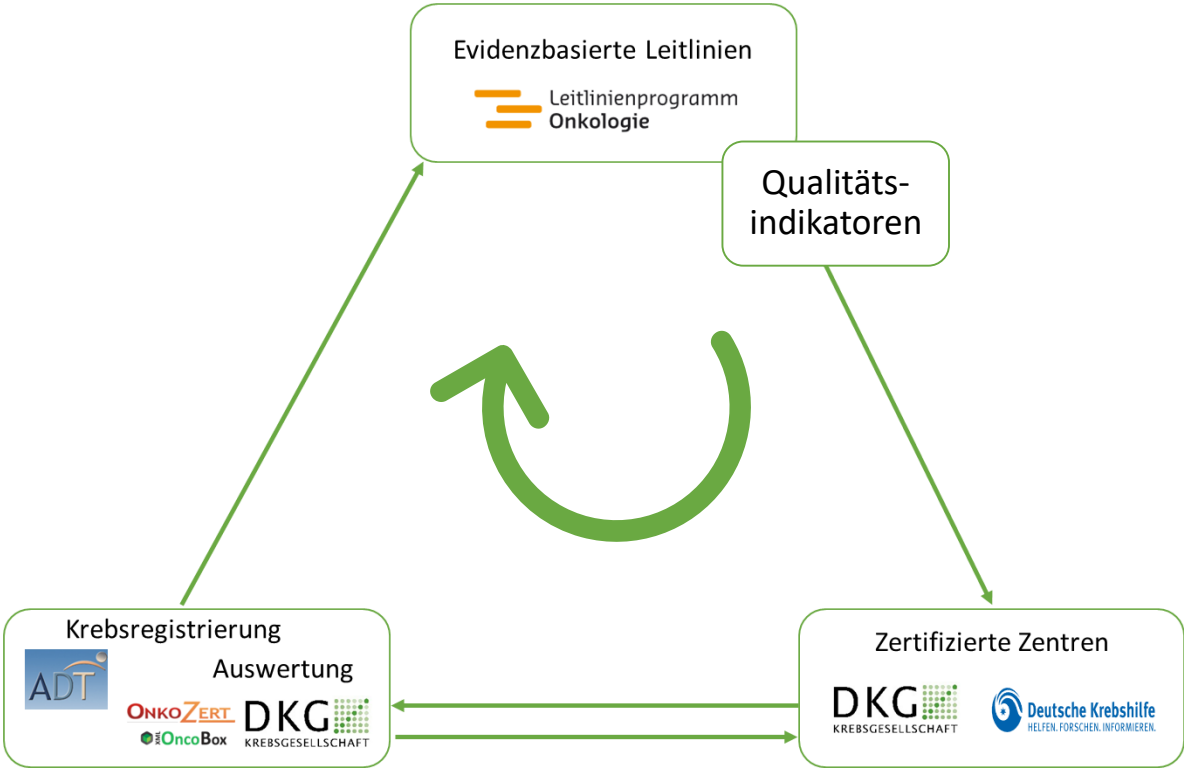 Evidenzbasierte Leitlinien
Leitlinienprogramm
Onkologie
Qualitäts-
indikatoren
Krebsregistrierung
ADT
Auswertung
ONKOZERT
XML OncoBox
DKG
KREBSGESELLSCHAFT
Zertifizierte Zentren
DKG
KREBSGESELLSCHAFT
Deutsche Krebshilfe
HELFEN. FORSCHEN. INFORMIEREN.